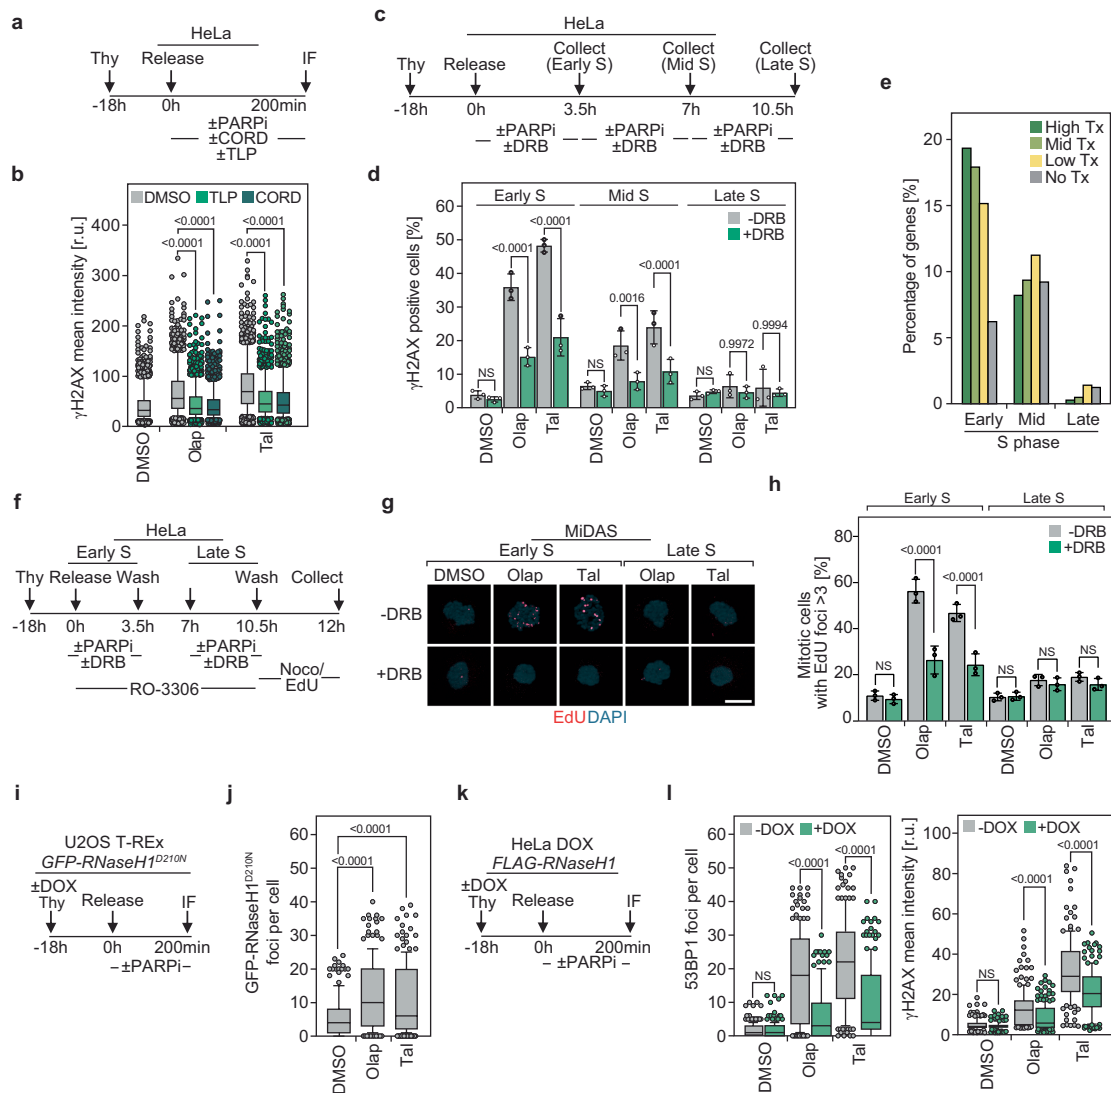 a
HeLa
Thy Release IF
-18h 0h 200min
±PARPi
±CORD
±TLP
b
DMSO TLP CORD
γH2AX mean intensity [r.u.]
400
300
200
100
0
<0.0001
<0.0001
<0.0001
<0.0001
DMSO
Olap
Tal
c
HeLa
Thy Release Collect (Early S) Collect (Mid S) Collect (Late S)
-18h 0h 3.5h 7h 10.5h
±PARPi ±PARPi ±PARPi
±DRB ±DRB ±DRB
d
Early S Mid S Late S
-DRB
+DRB
γH2AX positive cells [%]
60
50
40
30
20
10
0
NS
<0.0001
<0.0001
NS
0.0016
<0.0001
NS
0.9972
0.9994
DMSO
Olap
Tal
DMSO
Olap
Tal
DMSO
Olap
Tal
e
High Tx
Mid Tx
Low Tx
No Tx
Percentage of genes [%]
20
10
0
Early Mid Late
S phase
f
HeLa
Early S Late S
Thy Release Wash Wash Collect
-18h 0h 3.5h 7h 10.5h 12h
±PARPi ±PARPi
±DRB ±DRB
RO-3306
Noco/
EdU
g
MiDAS
Early S Late S
DMSO Olap Tal Olap Tal
-DRB
+DRB
EdU DAPI
h
Early S Late S
-DRB
+DRB
Mitotic cells
with EdU foci >3 [%]
80
60
40
20
0
NS
<0.0001
<0.0001
NS
NS
NS
DMSO
Olap
Tal
DMSO
Olap
Tal
i
U2OS T-REx
GFP-RNaseH1D210N
±DOX
Thy Release IF
-18h 0h 200min
±PARPi
j
GFP-RNaseH1D210N
foci per cell
60
50
40
30
20
10
0
<0.0001
<0.0001
DMSO
Olap
Tal
k
HeLa DOX
FLAG-RNaseH1
±DOX
Thy Release IF
-18h 0h 200min
±PARPi
l
-DOX +DOX
53BP1 foci per cell
60
50
40
30
20
10
0
NS
<0.0001
<0.0001
DMSO
Olap
Tal
-DOX +DOX
γH2AX mean intensity [r.u.]
100
80
60
40
20
0
NS
<0.0001
<0.0001
DMSO
Olap
Tal